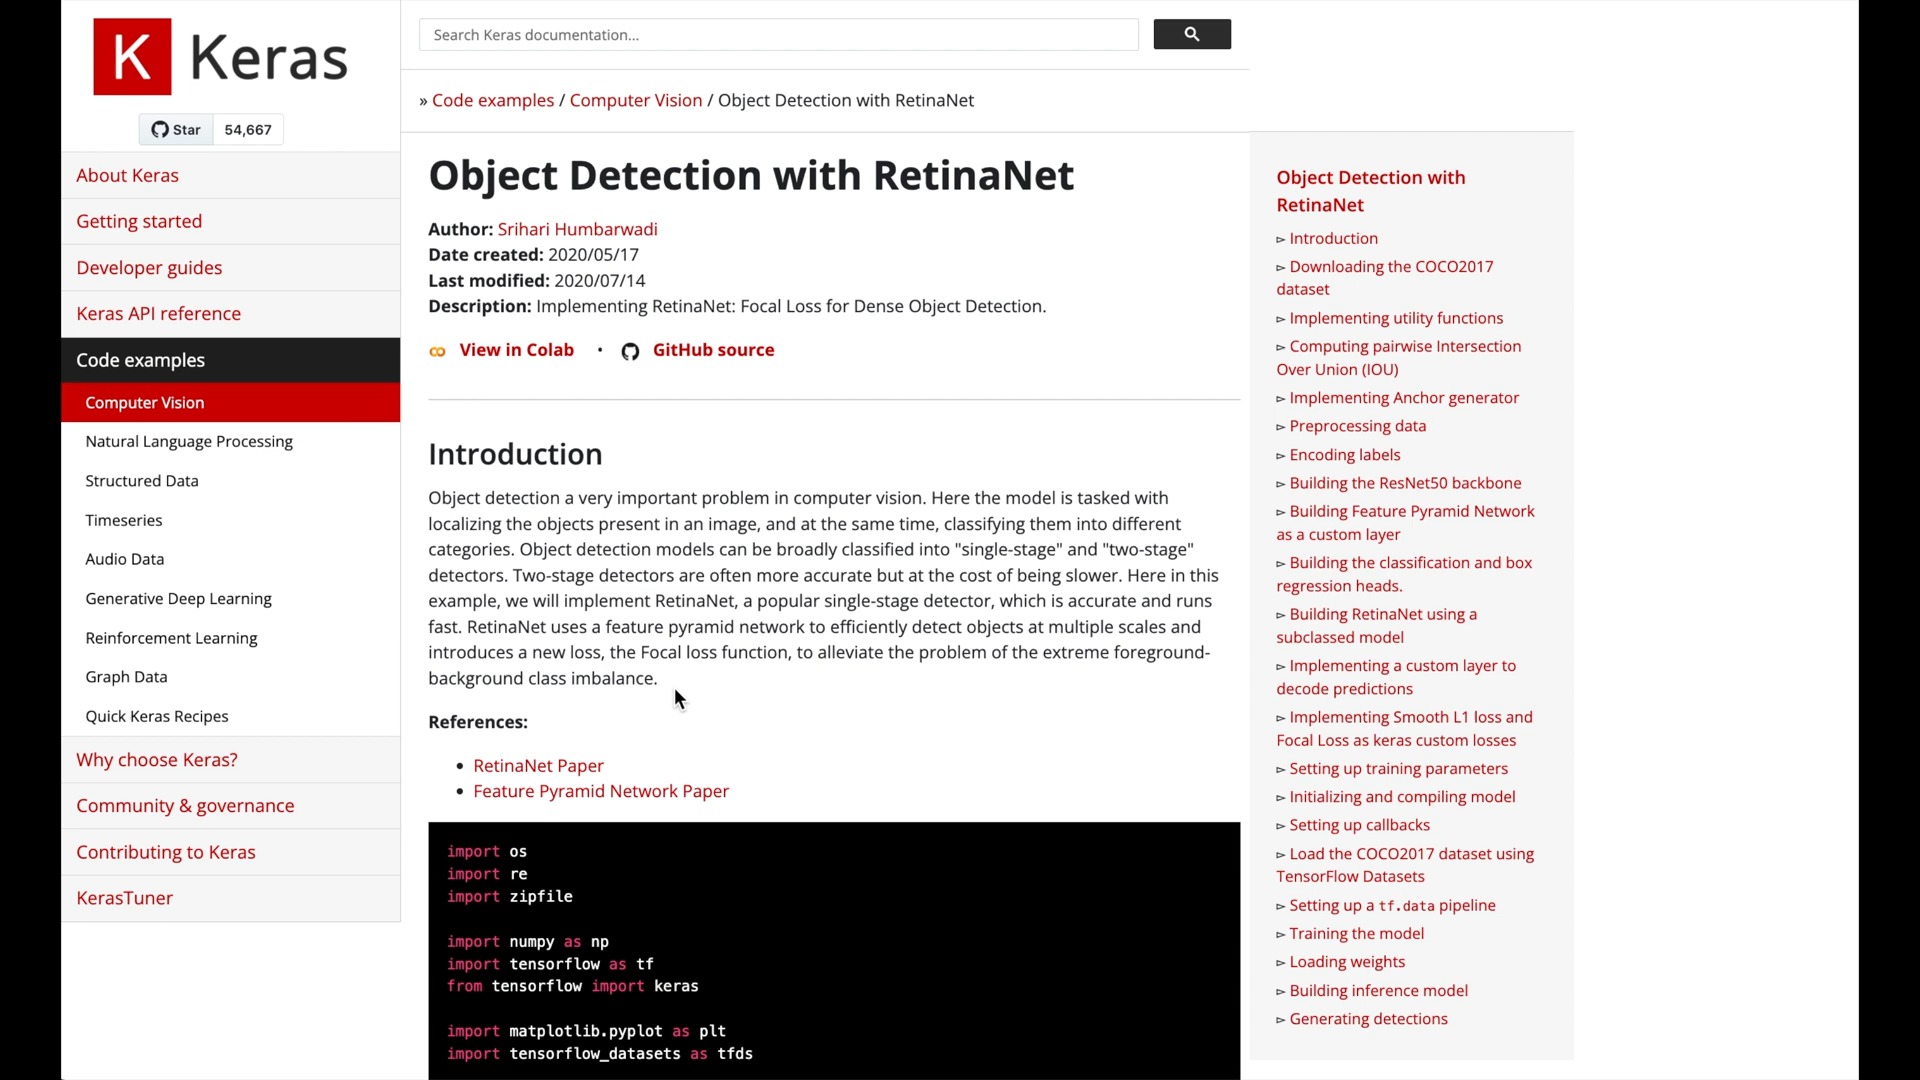 K Keras
Star 54,667
About Keras
Getting started
Developer guides
Keras API reference
Code examples
Computer Vision
Natural Language Processing
Structured Data
Timeseries
Audio Data
Generative Deep Learning
Reinforcement Learning
Graph Data
Quick Keras Recipes
Why choose Keras?
Community & governance
Contributing to Keras
KerasTuner
Search Keras documentation...
» Code examples / Computer Vision / Object Detection with RetinaNet
Object Detection with RetinaNet
Author: Srihari Humbarwadi
Date created: 2020/05/17
Last modified: 2020/07/14
Description: Implementing RetinaNet: Focal Loss for Dense Object Detection.
View in Colab • GitHub source
Introduction
Object detection a very important problem in computer vision. Here the model is tasked with
localizing the objects present in an image, and at the same time, classifying them into different
categories. Object detection models can be broadly classified into "single-stage" and "two-stage"
detectors. Two-stage detectors are often more accurate but at the cost of being slower. Here in this
example, we will implement RetinaNet, a popular single-stage detector, which is accurate and runs
fast. RetinaNet uses a feature pyramid network to efficiently detect objects at multiple scales and
introduces a new loss, the Focal loss function, to alleviate the problem of the extreme foreground-
background class imbalance.
References:
• RetinaNet Paper
• Feature Pyramid Network Paper
import os
import re
import zipfile
import numpy as np
import tensorflow as tf
from tensorflow import keras
import matplotlib.pyplot as plt
import tensorflow_datasets as tfds
Object Detection with
RetinaNet
▻ Introduction
▻ Downloading the COCO2017
dataset
▻ Implementing utility functions
▻ Computing pairwise Intersection
Over Union (IOU)
▻ Implementing Anchor generator
▻ Preprocessing data
▻ Encoding labels
▻ Building the ResNet50 backbone
▻ Building Feature Pyramid Network
as a custom layer
▻ Building the classification and box
regression heads.
▻ Building RetinaNet using a
subclassed model
▻ Implementing a custom layer to
decode predictions
▻ Implementing Smooth L1 loss and
Focal Loss as keras custom losses
▻ Setting up training parameters
▻ Initializing and compiling model
▻ Setting up callbacks
▻ Load the COCO2017 dataset using
TensorFlow Datasets
▻ Setting up a tf.data pipeline
▻ Training the model
▻ Loading weights
▻ Building inference model
▻ Generating detections